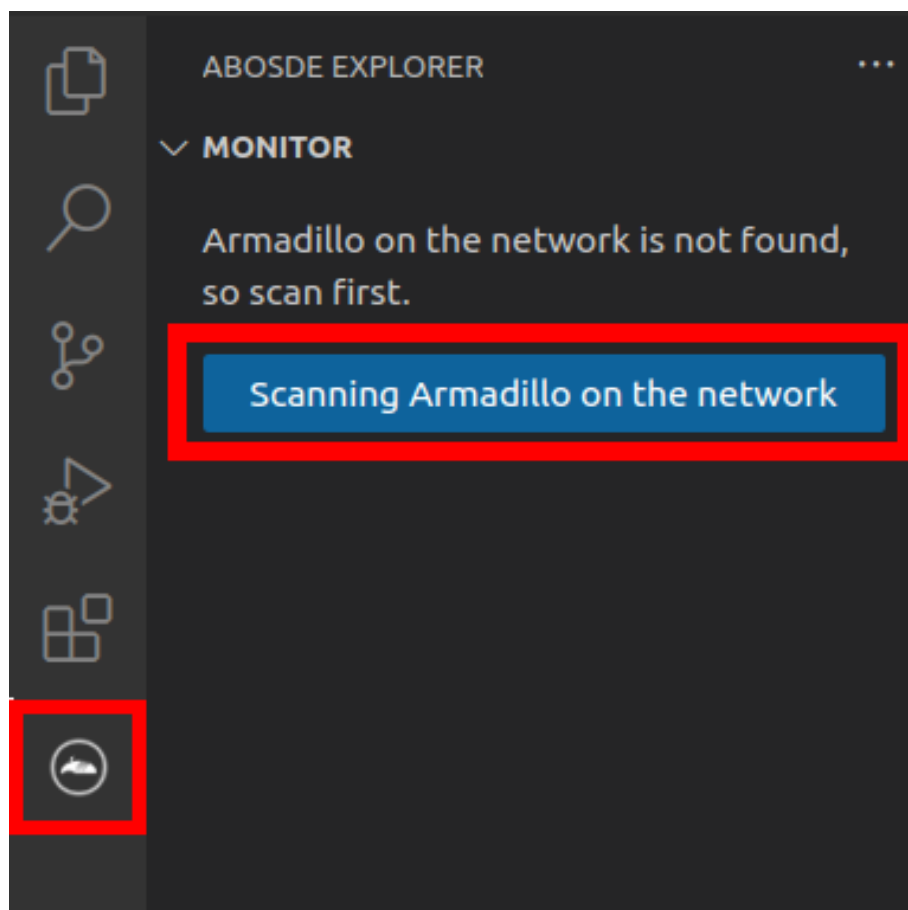 ABOSDE EXPLORER
MONITOR
Armadillo on the network is not found,
so scan first.
Scanning Armadillo on the network